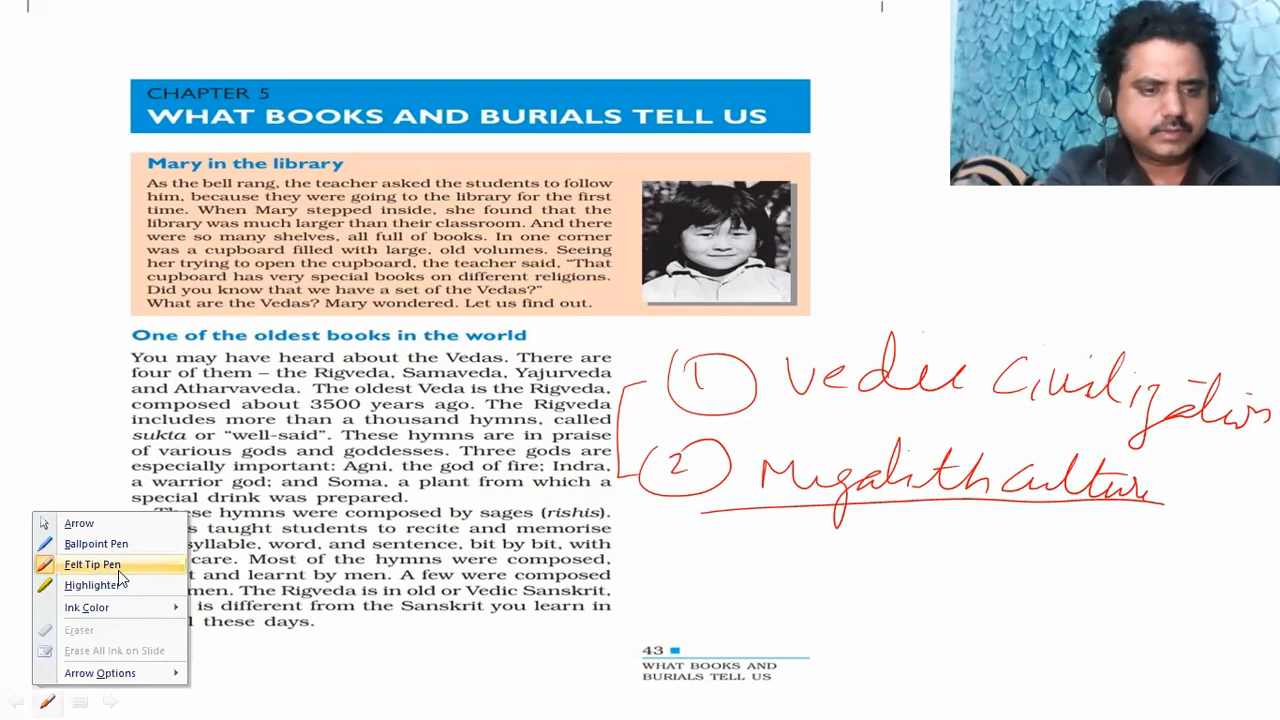 CHAPTER 5
WHAT BOOKS AND BURIALS TELL US
Mary in the library
As the bell rang, the teacher asked the students to follow
him, because they were going to the library for the first
time. When Mary stepped inside, she found that the
library was much larger than their classroom. And there
were so many shelves, all full of books. In one corner
was a cupboard filled with large, old volumes. Seeing
her trying to open the cupboard, the teacher said, “That
cupboard has very special books on different religions.
Did you know that we have a set of the Vedas?”
What are the Vedas? Mary wondered. Let us find out.
One of the oldest books in the world
You may have heard about the Vedas. There are
four of them – the Rigveda, Samaveda, Yajurveda
and Atharvaveda. The oldest Veda is the Rigveda,
composed about 3500 years ago. The Rigveda
includes more than a thousand hymns, called
sukta or “well-said”. These hymns are in praise
of various gods and goddesses. Three gods are
especially important: Agni, the god of fire; Indra,
a warrior god; and Soma, a plant from which a
special drink was prepared.
These hymns were composed by sages (rishis).
taught students to recite and memorise
syllable, word, and sentence, bit by bit, with
care. Most of the hymns were composed,
and learnt by men. A few were composed
men. The Rigveda is in old or Vedic Sanskrit,
is different from the Sanskrit you learn in
these days.
1 Vedic Civilization
2 Megalith culture
43
WHAT BOOKS AND
BURIALS TELL US
Arrow
Ballpoint Pen
Felt Tip Pen
Highlighter
Ink Color
Eraser
Erase All Ink on Slide
Arrow Options